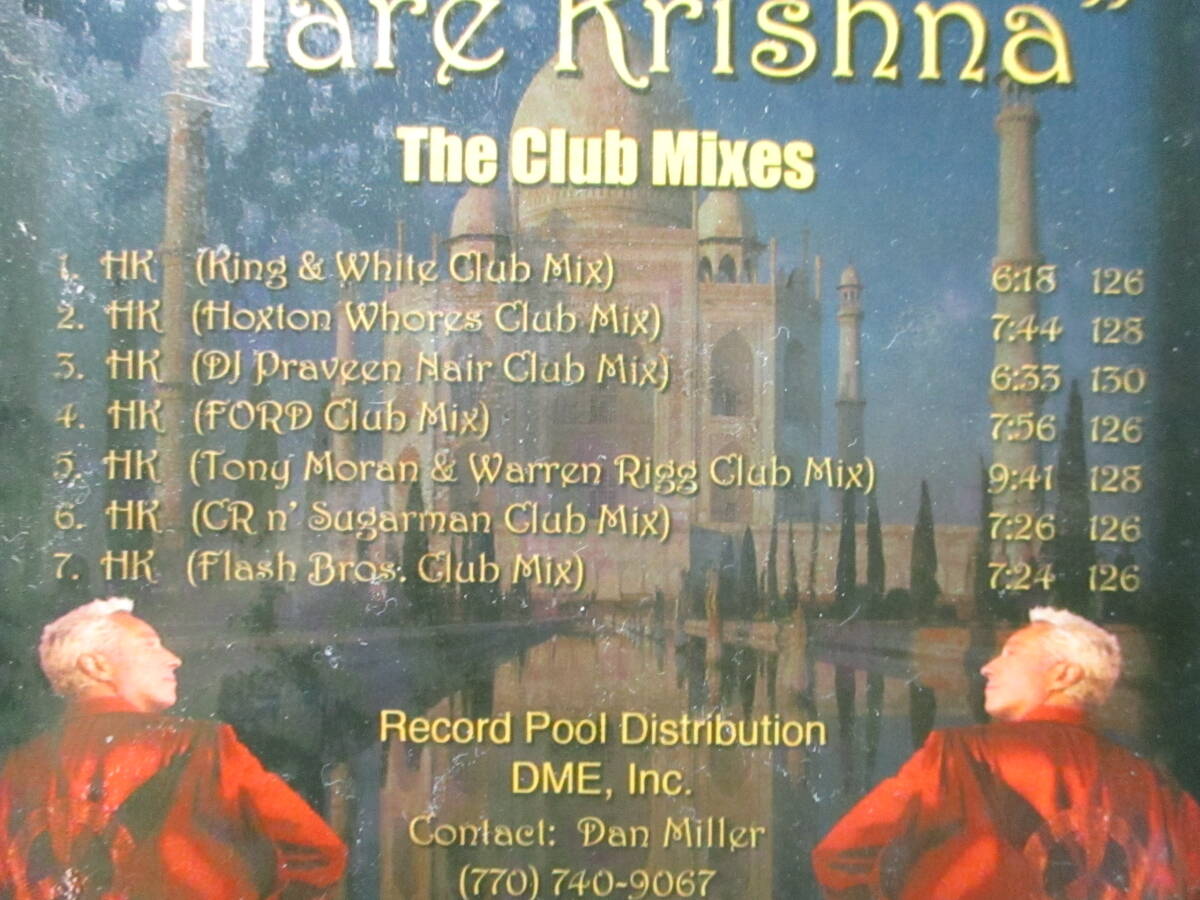 "Hare Krishna"
The Club Mixes
1. HK (King & White Club Mix) 6:18 126
2. HK (Hoxton Whores Club Mix) 7:44 128
3. HK (DJ Praveen Nair Club Mix) 6:33 130
4. HK (FORD Club Mix) 7:56 126
5. HK (Tony Moran & Warren Rigg Club Mix) 9:41 128
6. HK (CR n' Sugarman Club Mix) 7:26 126
7. HK (Flash Bros. Club Mix) 7:24 126
Record Pool Distribution
DME, Inc.
Contact: Dan Miller
(770) 740-9067